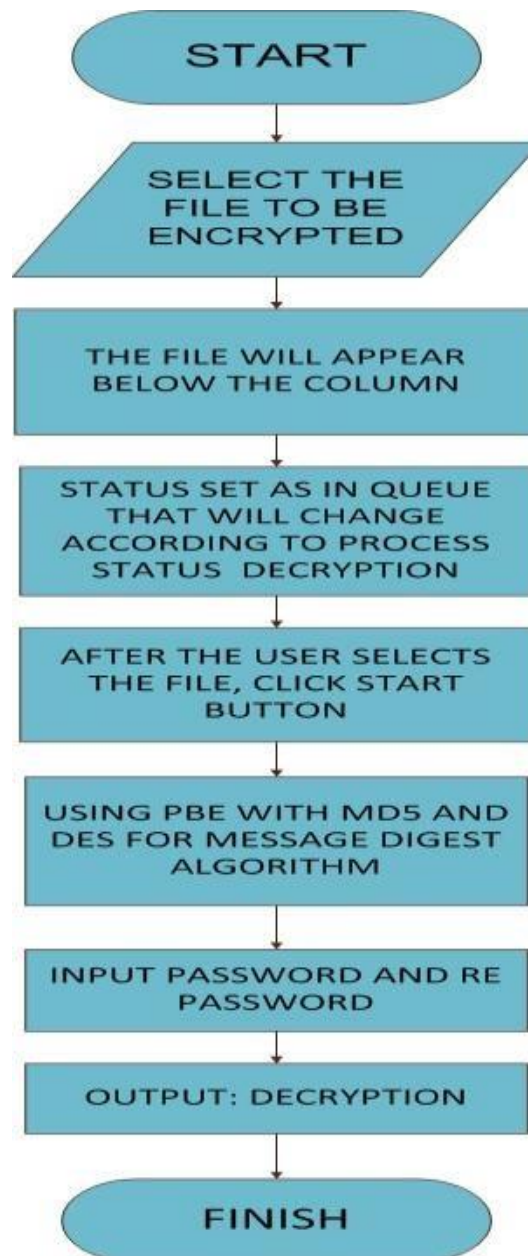 START
SELECT THE
FILE TO BE
ENCRYPTED
THE FILE WILL APPEAR
BELOW THE COLUMN
STATUS SET AS IN QUEUE
THAT WILL CHANGE
ACCORDING TO PROCESS
STATUS DECRYPTION
AFTER THE USER SELECTS
THE FILE, CLICK START
BUTTON
USING PBE WITH MD5 AND
DES FOR MESSAGE DIGEST
ALGORITHM
INPUT PASSWORD AND RE
PASSWORD
OUTPUT: DECRYPTION
FINISH